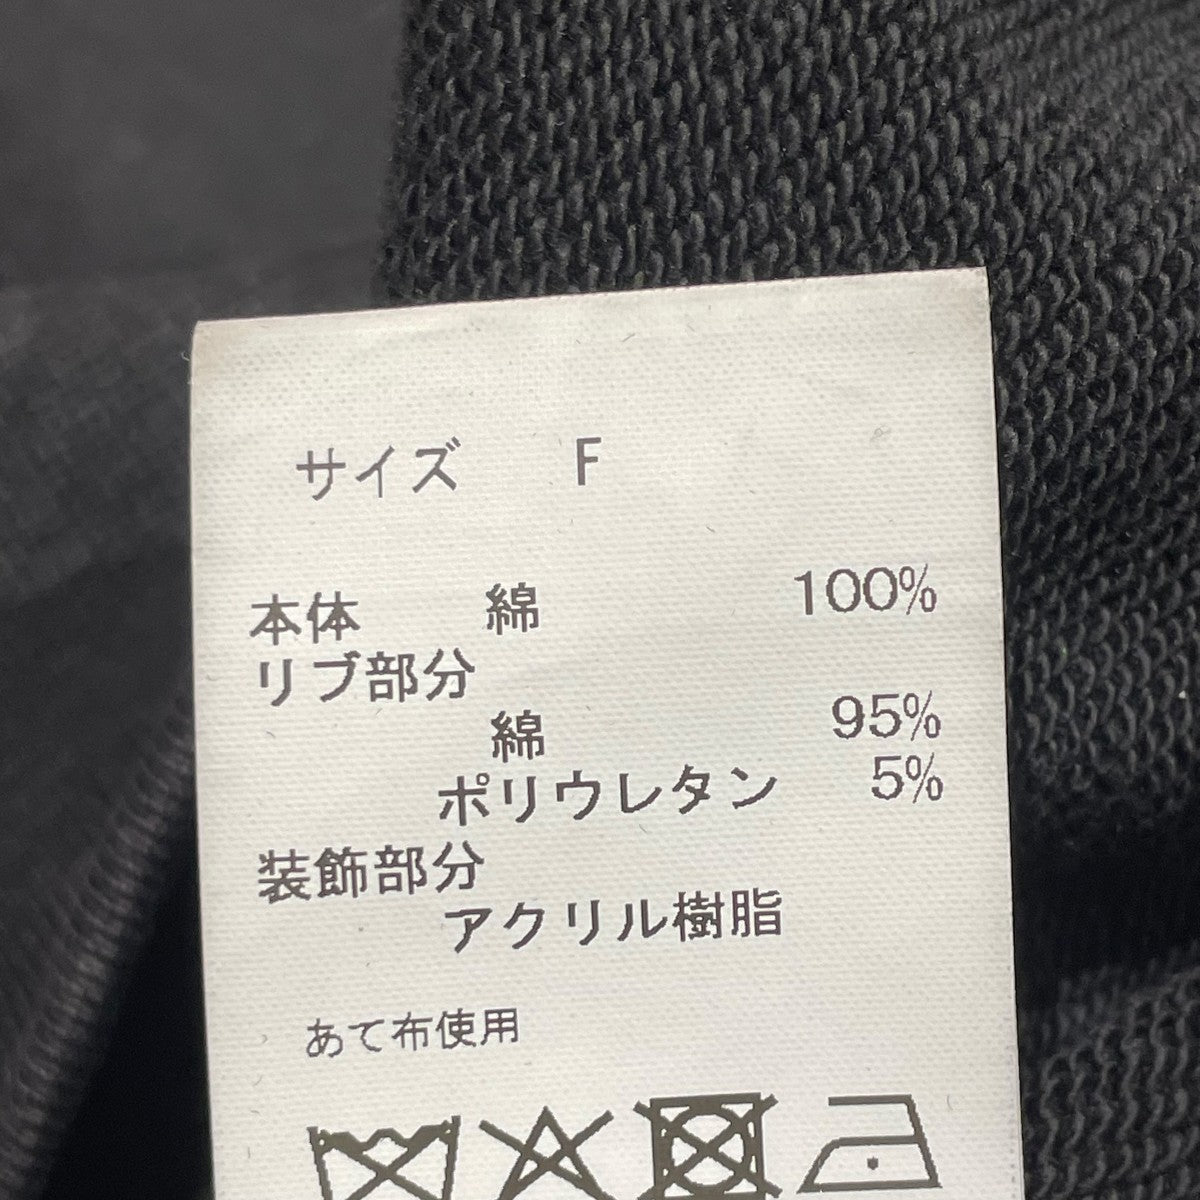 サイズ F
本体 綿 100%
リブ部分
綿 95%
ポリウレタン 5%
装飾部分
アクリル樹脂
あて布使用